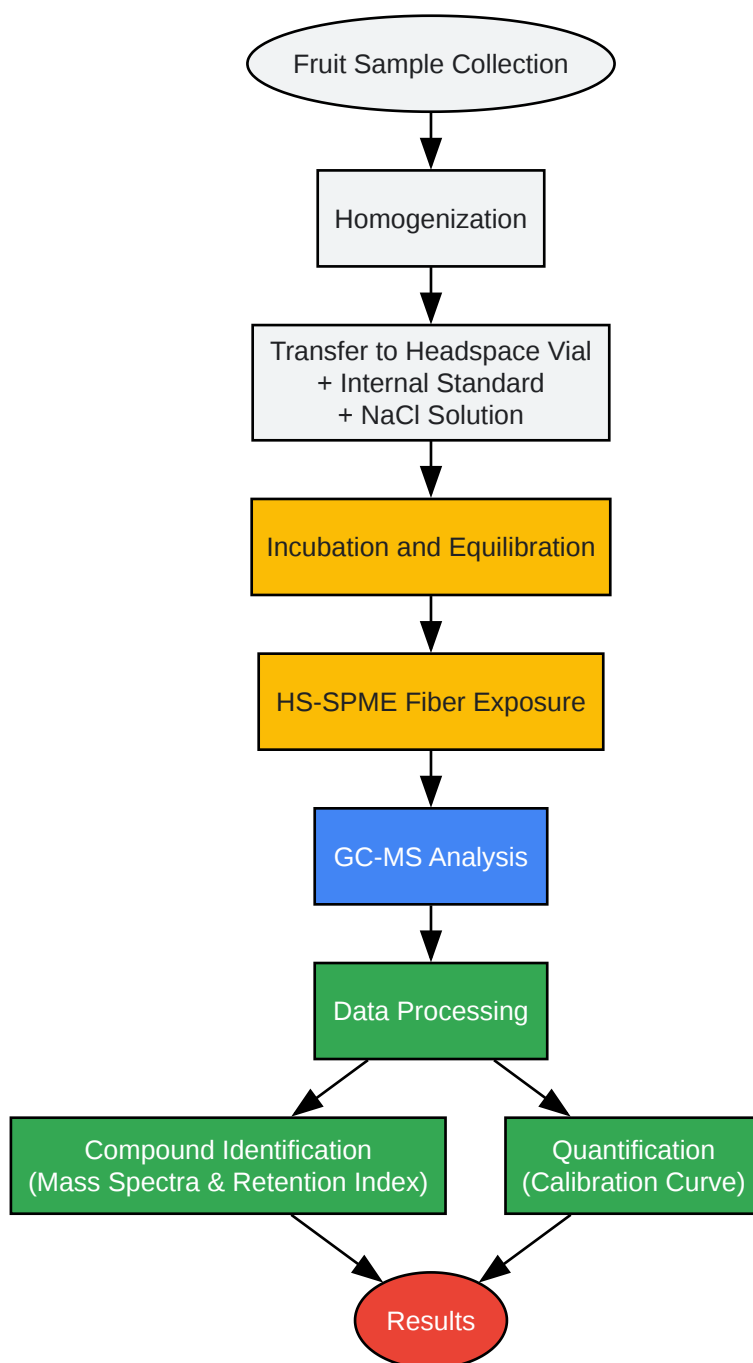 Fruit Sample Collection
Homogenization
Transfer to Headspace Vial
+ Internal Standard
+ NaCl Solution
Incubation and Equilibration
HS-SPME Fiber Exposure
GC-MS Analysis
Data Processing
Compound Identification
(Mass Spectra & Retention Index)
Quantification
(Calibration Curve)
Results